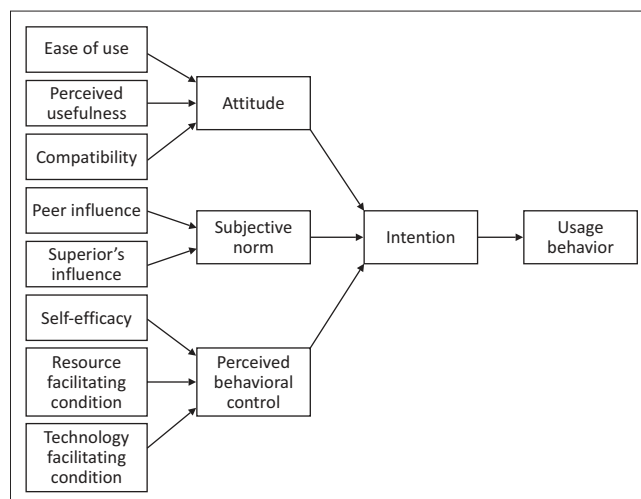 Ease of use
Perceived
usefulness
Compatibility
Peer influence
Superior's
influence
Self-efficacy
Resource
facilitating
condition
Technology
facilitating
condition
Attitude
Subjective
norm
Perceived
behavioral
control
Intention
Usage
behavior